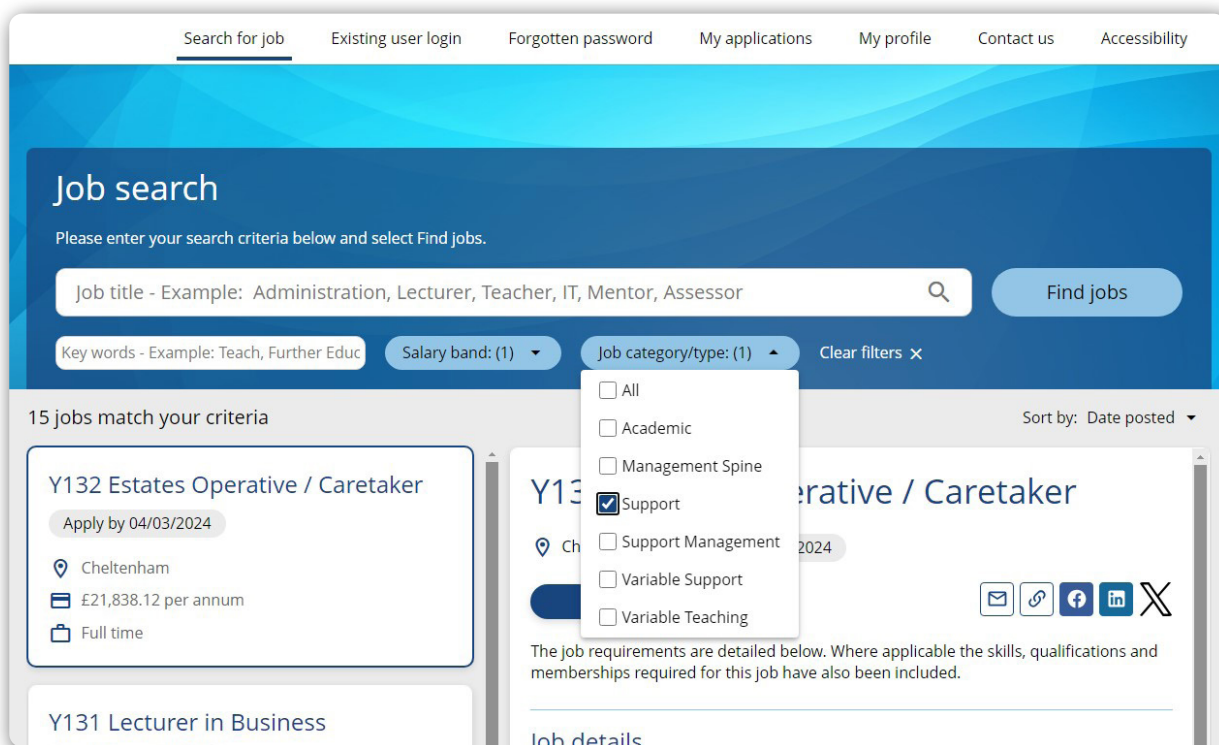 Search for job Existing user login Forgotten password My applications My profile Contact us Accessibility
Job search
Please enter your search criteria below and select Find jobs.
Job title - Example: Administration, Lecturer, Teacher, IT, Mentor, Assessor
Find jobs
Key words - Example: Teach, Further Educ
Salary band: (1)
Job category/type: (1)
Clear filters
All
Academic
Management Spine
Support
Support Management
Variable Support
Variable Teaching
15 jobs match your criteria
Sort by: Date posted
Y132 Estates Operative / Caretaker
Apply by 04/03/2024
Cheltenham
£21,838.12 per annum
Full time
Y131 Lecturer in Business
/ Caretaker
2024
The job requirements are detailed below. Where applicable the skills, qualifications and
memberships required for this job have also been included.
Job details